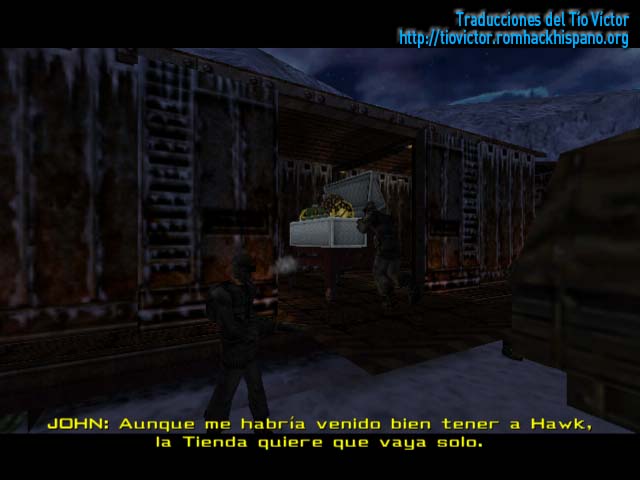 Traducciones del Tío Victor
http://tiovictor.romhackhispano.org
JOHN: Aunque me habría venido bien tener a Hawk,
la Tienda quiere que vaya solo.